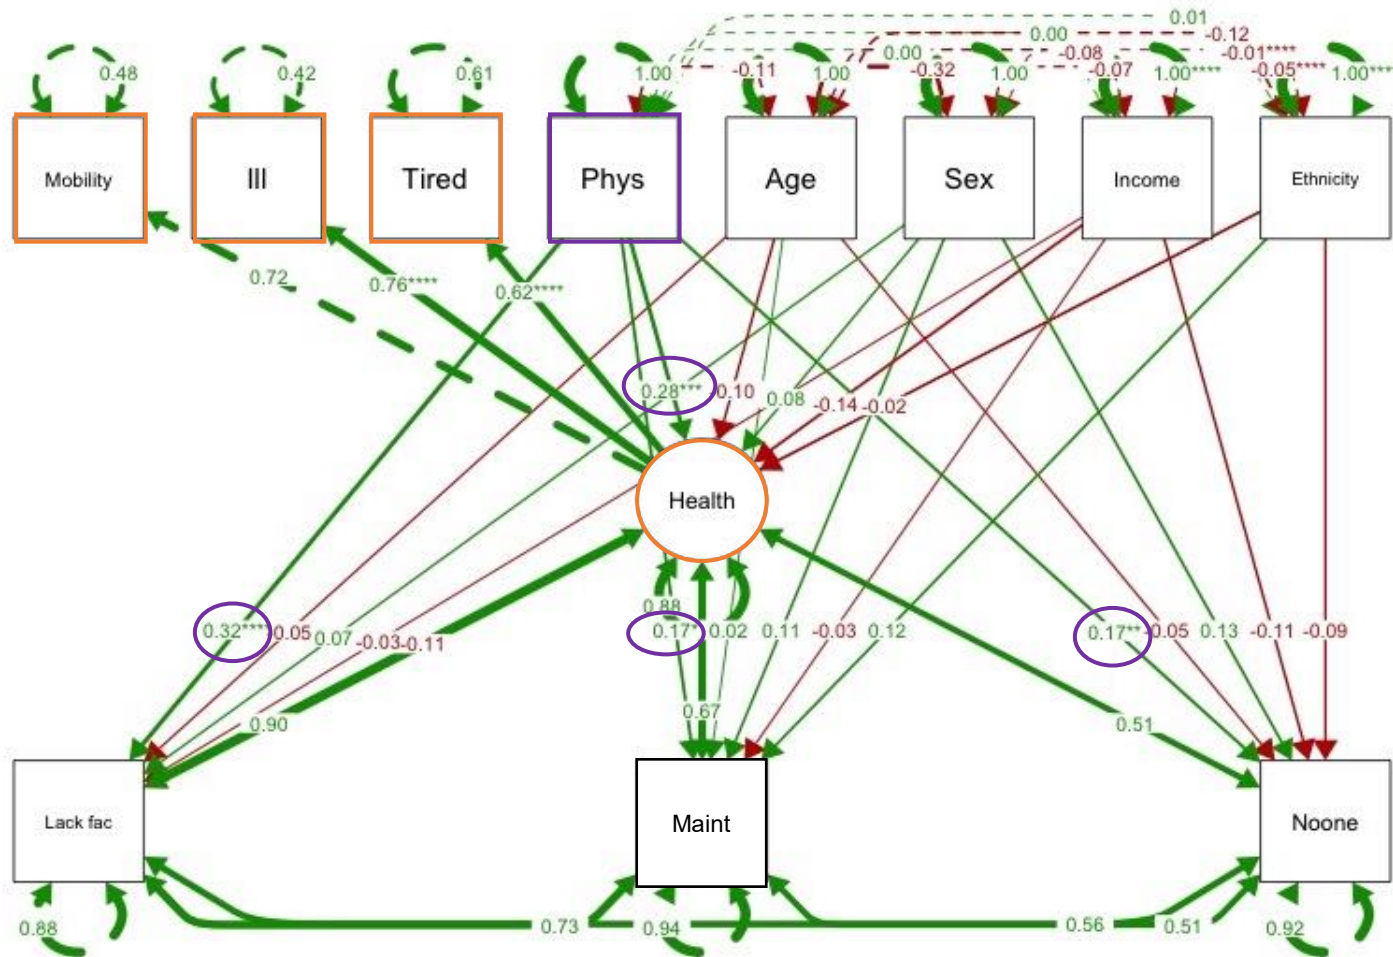 0.01
0.00 -0.12
0.00 -0.08 -0.01****
0.48 0.42 0.61 1.00 -0.11 1.00 -0.32 1.00 -0.07 1.00**** -0.05**** 1.00****
Mobility Ill Tired Phys Age Sex Income Ethnicity
0.72 0.76**** 0.62****
0.28*** 0.10 0.08 -0.14 -0.02
Health
0.88
0.32**** 0.05 0.07 -0.03 -0.11 0.17* 0.02 0.11 -0.03 0.12 0.17** -0.05 0.13 -0.11 -0.09
0.90 0.67 0.51
Lack fac Maint Noone
0.88 0.73 0.94 0.56 0.51 0.92